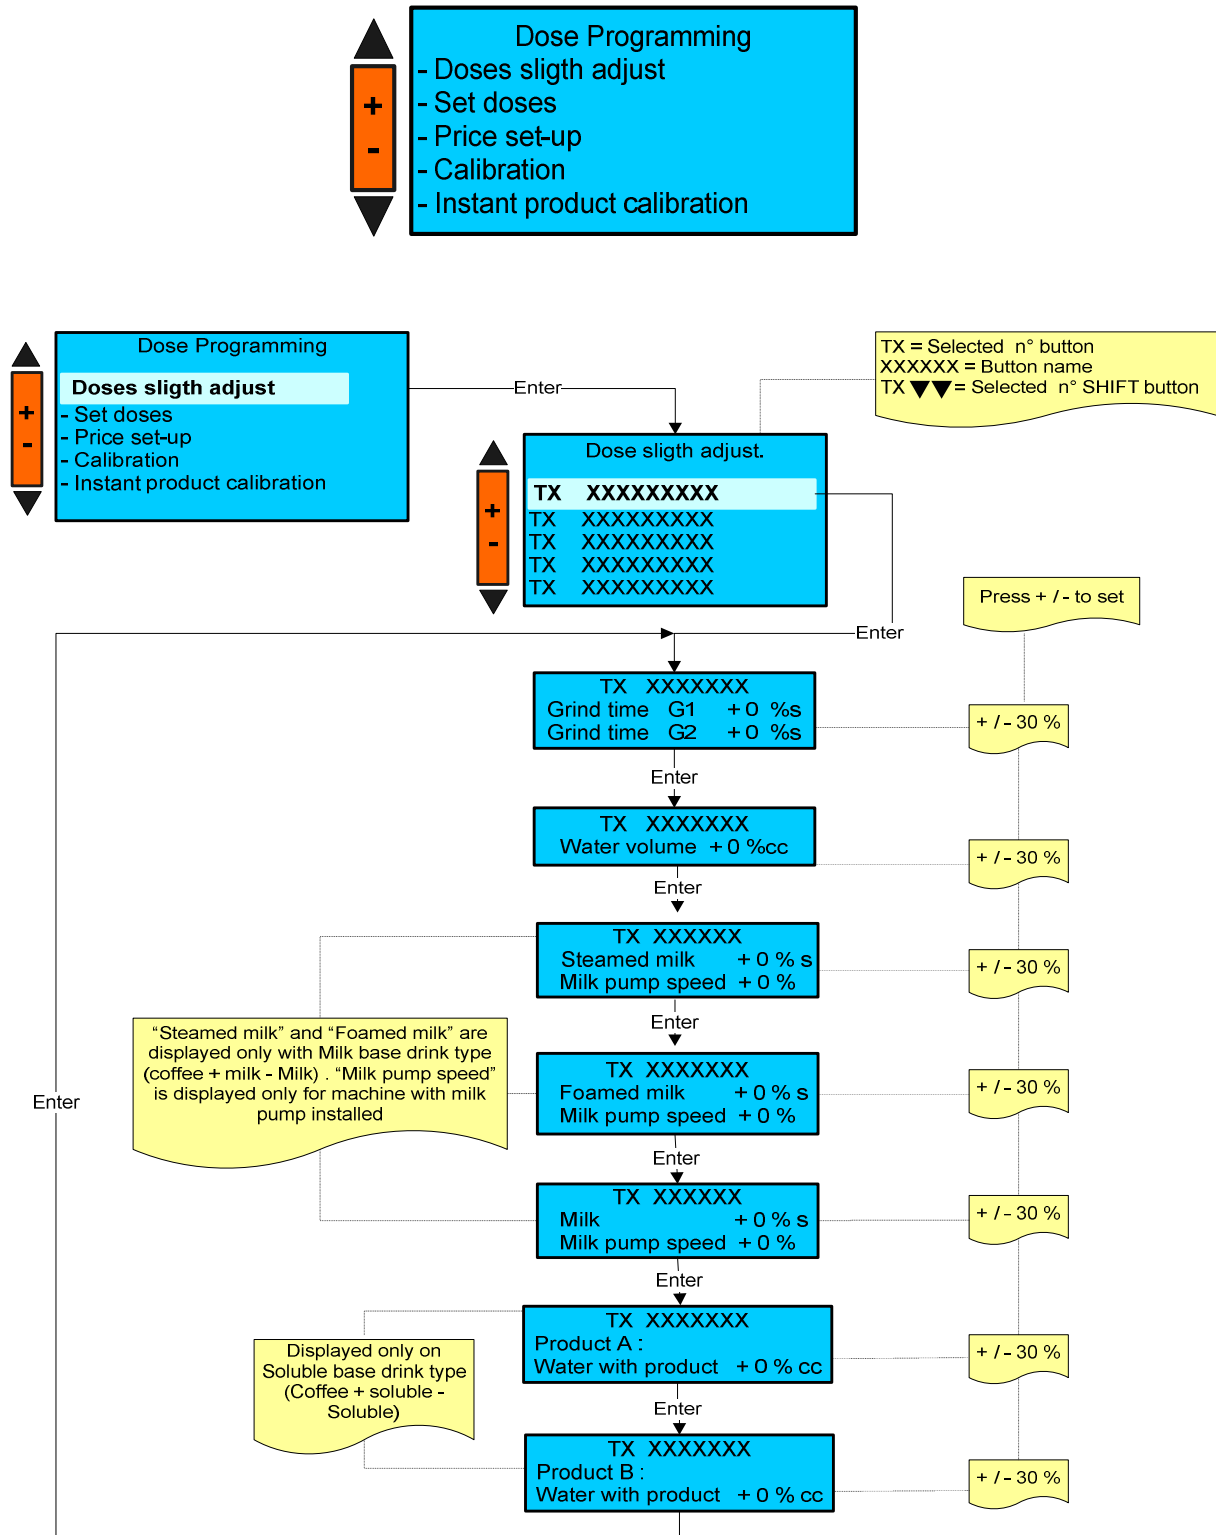 Dose Programming
- Doses sligth adjust
- Set doses
- Price set-up
- Calibration
- Instant product calibration
+
-
Dose Programming
Doses sligth adjust
- Set doses
- Price set-up
- Calibration
- Instant product calibration
+
-
Enter
TX = Selected n° button
XXXXXX = Button name
TX ▼▼= Selected n° SHIFT button
Dose sligth adjust.
TX XXXXXXXXX
TX XXXXXXXXX
TX XXXXXXXXX
TX XXXXXXXXX
TX XXXXXXXXX
+
-
Enter
Press + / - to set
TX XXXXXXX
Grind time G1 + 0 %s
Grind time G2 + 0 %s
+ / - 30 %
Enter
TX XXXXXXX
Water volume + 0 %cc
+ / - 30 %
Enter
TX XXXXXX
Steamed milk + 0 % s
Milk pump speed + 0 %
+ / - 30 %
Enter
"Steamed milk" and "Foamed milk" are
displayed only with Milk base drink type
(coffee + milk - Milk) . "Milk pump speed"
is displayed only for machine with milk
pump installed
TX XXXXXXX
Foamed milk + 0 % s
Milk pump speed + 0 %
+ / - 30 %
Enter
Enter
TX XXXXXX
Milk + 0 % s
Milk pump speed + 0 %
+ / - 30 %
Enter
TX XXXXXXX
Product A :
Water with product + 0 % cc
+ / - 30 %
Displayed only on
Soluble base drink type
(Coffee + soluble -
Soluble)
Enter
TX XXXXXXX
Product B :
Water with product + 0 % cc
+ / - 30 %